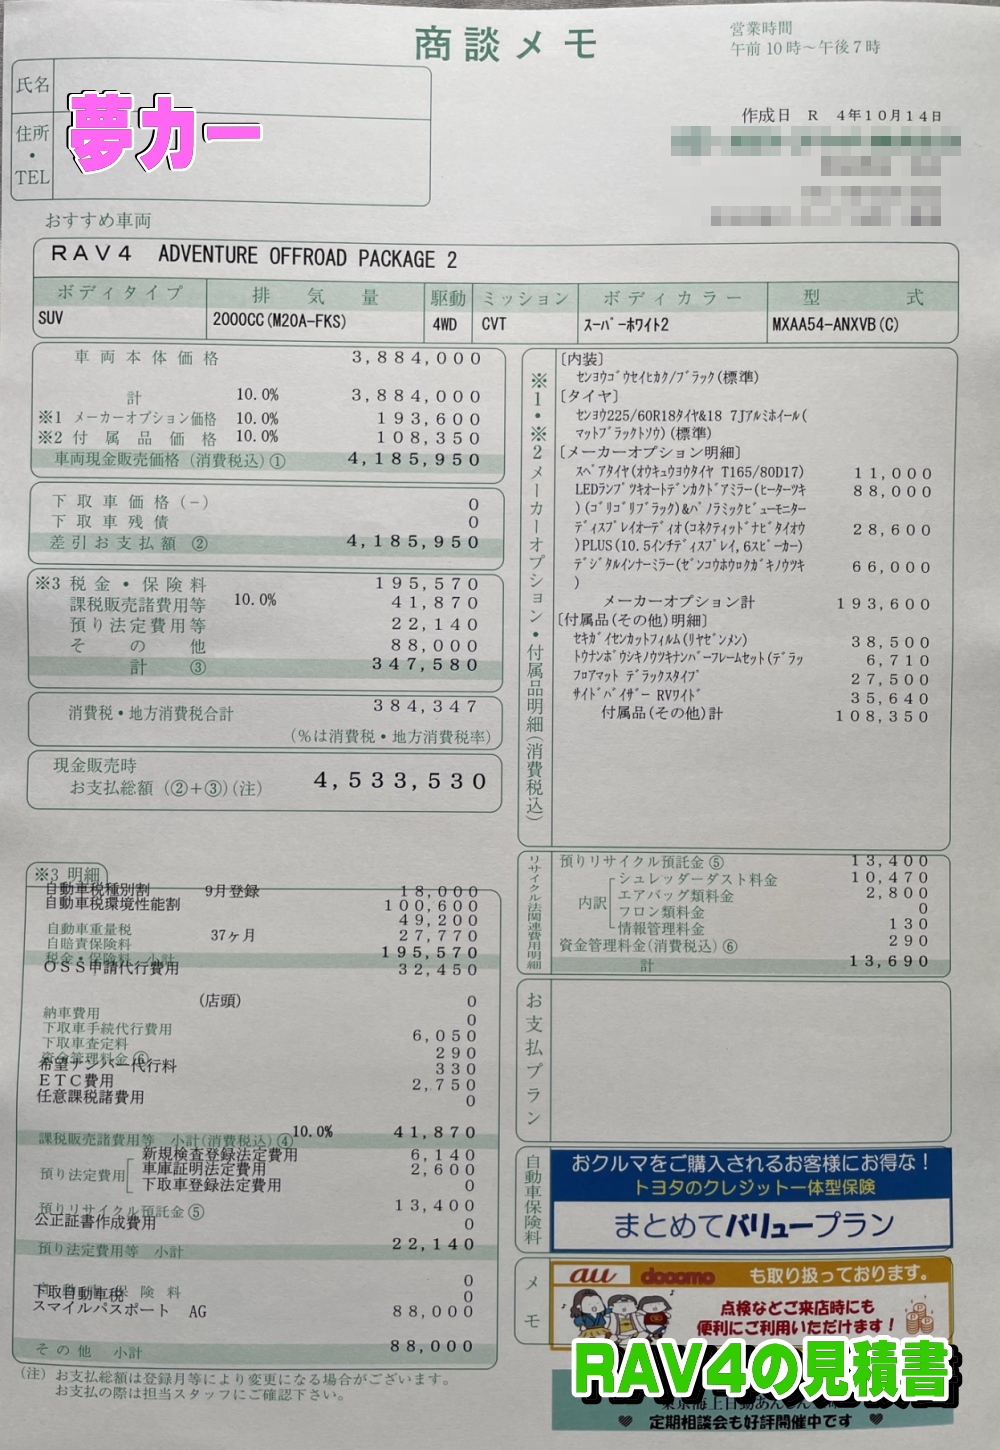 商談メモ
営業時間
午前10時～午後7時
氏名
夢カー
住所
・
TEL
作成日 R 4年10月14日
おすすめ車両
RAV4 ADVENTURE OFFROAD PACKAGE 2
ボディタイプ 排気量 駆動 ミッション ボディカラー 型式
SUV 2000CC(M20A-FKS) 4WD CVT ｽｰﾊﾟｰﾎﾜｲﾄ2 MXAA54-ANXVB(C)
車両本体価格 3,884,000
計 10.0% 3,884,000
※1 メーカーオプション価格 10.0% 193,600
※2 付属品価格 10.0% 108,350
車両現金販売価格(消費税込)① 4,185,950
下取車価格(-) 0
下取車残債 0
差引お支払額 ② 4,185,950
※3 税金・保険料 195,570
課税販売諸費用等 10.0% 41,870
預り法定費用等 22,140
その他 88,000
計 ③ 347,580
消費税・地方消費税合計 384,347
(%は消費税・地方消費税率)
現金販売時
お支払総額(②+③)(注) 4,533,530
※1・※2 メーカーオプション・付属品明細(消費税込)
[内装]
ｾﾝﾖｳｺﾞｳｾｲﾋｶｸ/ﾌﾞﾗｯｸ(標準)
[タイヤ]
ｾﾝﾖｳ225/60R18ﾀｲﾔ&18 7Jｱﾙﾐﾎｲｰﾙ(
ﾏｯﾄﾌﾞﾗｯｸﾄｿｳ)(標準)
[メーカーオプション明細]
ｽﾍﾟｱﾀｲﾔ(ｵｳｷｭｳﾖｳﾀｲﾔ T165/80D17) 11,000
LEDﾗﾝﾌﾟﾂｷｵｰﾄﾃﾞﾝｶｸﾄﾞｱﾐﾗｰ(ﾋｰﾀｰﾂｷ 88,000
)(ｺﾞﾘｺﾞﾘﾌﾞﾗｯｸ)&ﾊﾟﾉﾗﾐｯｸﾋﾞｭｰﾓﾆﾀｰ
ﾃﾞｨｽﾌﾟﾚｲｵｰﾃﾞｨｵ(ｺﾈｸﾃｨｯﾄﾞﾅﾋﾞﾀｲｵｳ 28,600
)PLUS(10.5ｲﾝﾁﾃﾞｨｽﾌﾟﾚｲ,6ｽﾋﾟｰｶｰ)
ﾃﾞｼﾞﾀﾙｲﾝﾅｰﾐﾗｰ(ｾﾞﾝｺｳﾎｳﾛｸｶﾞｷﾉｳﾂｷ 66,000
)
メーカーオプション計 193,600
[付属品(その他)明細]
ｾｷｶﾞｲｾﾝｶｯﾄﾌｨﾙﾑ(ﾘﾔｾﾞﾝﾒﾝ) 38,500
ﾄｳﾅﾝﾎﾞｳｼｷﾉｳﾂｷﾅﾝﾊﾞｰﾌﾚｰﾑｾｯﾄ(ﾃﾞﾗｯ 6,710
ﾌﾛｱﾏｯﾄ ﾃﾞﾗｯｸｽﾀｲﾌﾟ 27,500
ｻｲﾄﾞﾊﾞｲｻﾞｰ RVﾜｲﾄﾞ 35,640
付属品(その他)計 108,350
※3 明細
自動車税種別割 9月登録 18,000
自動車税環境性能割 100,600
自動車重量税 49,200
自賠責保険料 37ヶ月 27,770
税金・保険料 小計 195,570
OSS申請代行費用 32,450
(店頭) 0
納車費用 0
下取車手続代行費用 6,050
下取車査定料
資金管理料金⑥ 290
希望ナンバー代行料 330
ETC費用 2,750
任意課税諸費用 0
課税販売諸費用等 小計(消費税込)④ 10.0% 41,870
預り法定費用 新規検査登録法定費用 6,140
車庫証明法定費用 2,600
下取車登録法定費用 0
預りリサイクル預託金⑤ 13,400
公正証書作成費用 0
預り法定費用等 小計 22,140
自動車保険料 0
下取自動車税 0
スマイルパスポート AG 88,000
その他 小計 88,000
(注) お支払総額は登録月等により変更になる場合がございます。
お支払の際は担当スタッフにご確認下さい。
リサイクル法関連費用明細
預りリサイクル預託金⑤ 13,400
内訳 シュレッダーダスト料金 10,470
エアバッグ類料金 2,800
フロン類料金 0
情報管理料金 130
資金管理料金(消費税込)⑥ 290
計 13,690
お支払プラン
自動車保険料
おクルマをご購入されるお客様にお得な！
トヨタのクレジット一体型保険
まとめてバリュープラン
メモ
au docomo も取り扱っております。
点検などご来店時にも
便利にご利用いただけます！
RAV4の見積書
定期相談会も好評開催中です